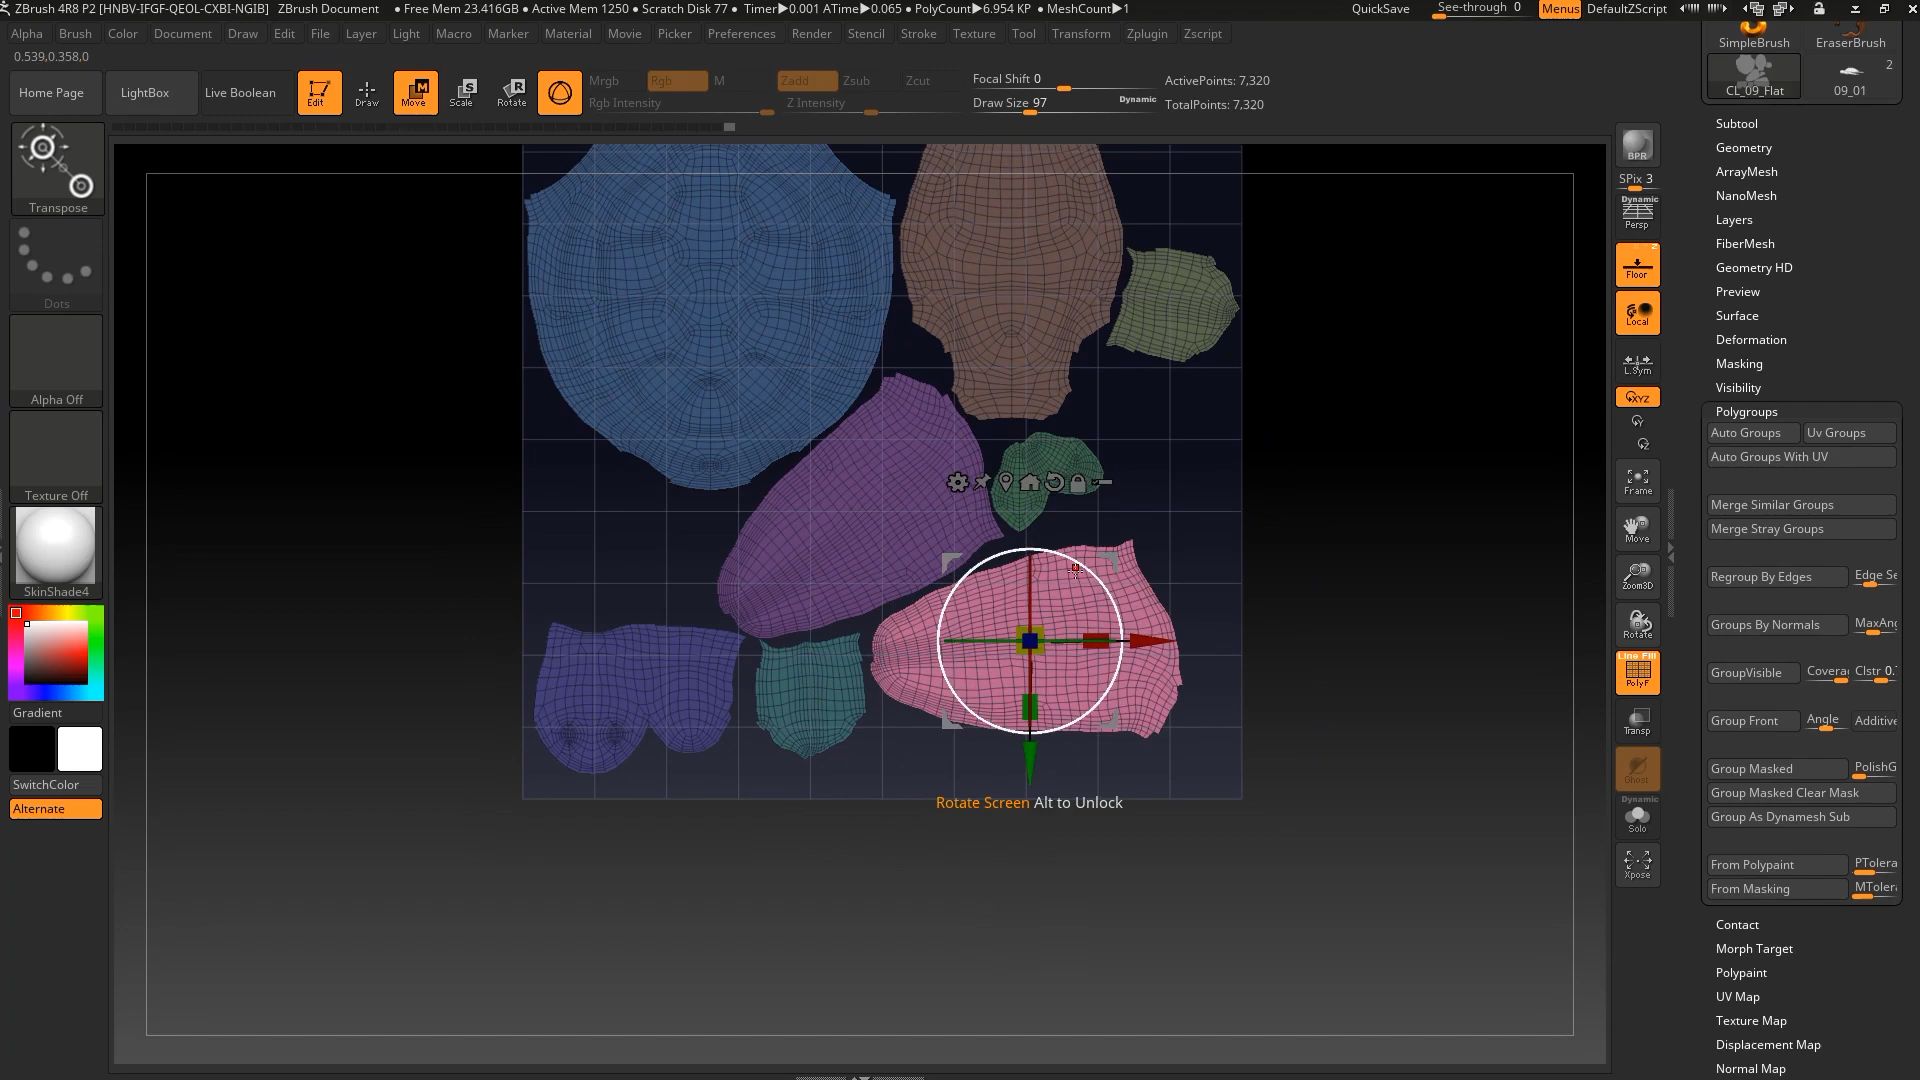 ZBrush 4R8 P2 [HNBV-IFGF-QEOL-CXBI-NGIB] ZBrush Document • Free Mem 23.416GB • Active Mem 1250 • Scratch Disk 77 • Timer▶0.001 ATime▶0.065 • PolyCount▶6.954 KP • MeshCount▶1 QuickSave See-through 0 Menus DefaultZScript
Alpha Brush Color Document Draw Edit File Layer Light Macro Marker Material Movie Picker Preferences Render Stencil Stroke Texture Tool Transform Zplugin Zscript
0.539,0.358,0
Home Page LightBox Live Boolean Edit Draw Move Scale Rotate
Mrgb Rgb M Zadd Zsub Zcut
Rgb Intensity Z Intensity
Focal Shift 0
Draw Size 97 Dynamic
ActivePoints: 7,320
TotalPoints: 7,320
Transpose
Dots
Alpha Off
Texture Off
SkinShade4
Gradient
SwitchColor
Alternate
Rotate Screen Alt to Unlock
BPR
SPix 3
Dynamic
Persp
Floor
Local
L.Sym
XYZ
Y
Z
Frame
Move
Zoom3D
Rotate
Line Fill
PolyF
Transp
Ghost
Dynamic
Solo
Xpose
SimpleBrush EraserBrush
2
CL_09_Flat 09_01
Subtool
Geometry
ArrayMesh
NanoMesh
Layers
FiberMesh
Geometry HD
Preview
Surface
Deformation
Masking
Visibility
Polygroups
Auto Groups Uv Groups
Auto Groups With UV
Merge Similar Groups
Merge Stray Groups
Regroup By Edges Edge Se
Groups By Normals MaxAng
GroupVisible Covera Clstr 0.
Group Front Angle Additive
Group Masked PolishG
Group Masked Clear Mask
Group As Dynamesh Sub
From Polypaint PTolera
From Masking MToler
Contact
Morph Target
Polypaint
UV Map
Texture Map
Displacement Map
Normal Map